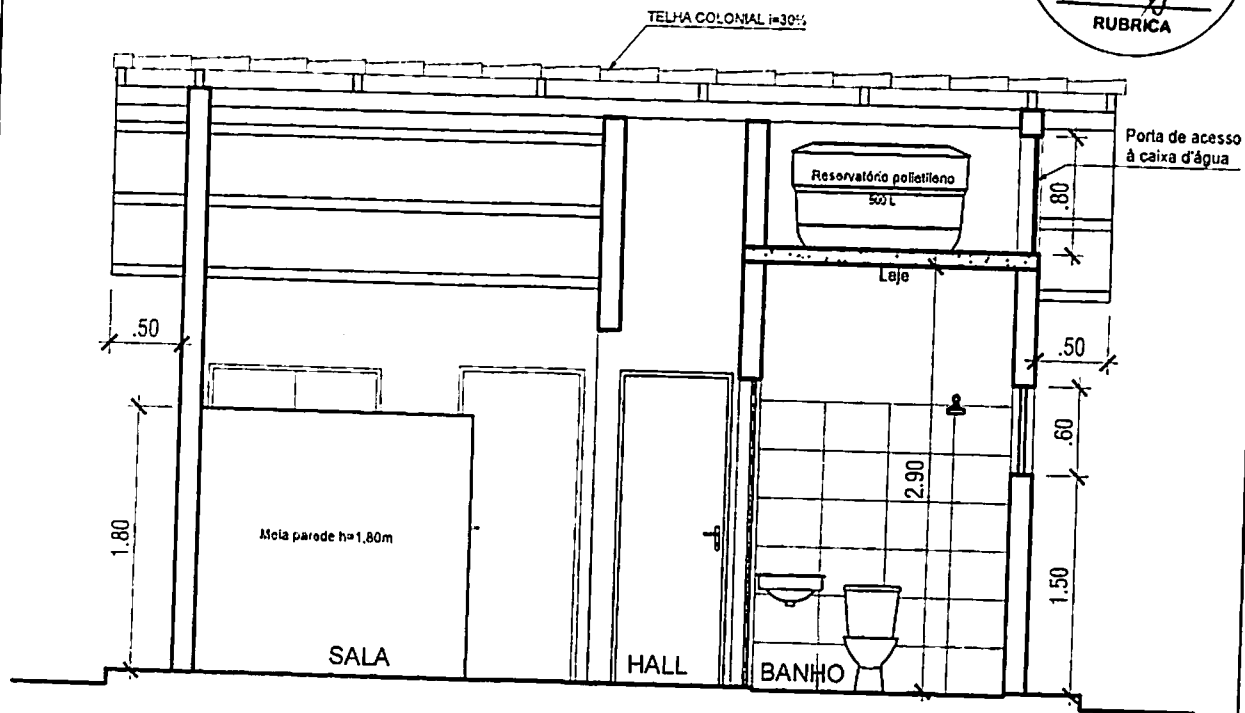 RUBRICA
TELHA COLONIAL i=30%
Porta de acesso
à caixa d'água
Reservatório polietileno
500 L
.80
Laje
.50
.50
.60
2.90
1.80
Meia parede h=1,80m
1.50
SALA
HALL
BANHO